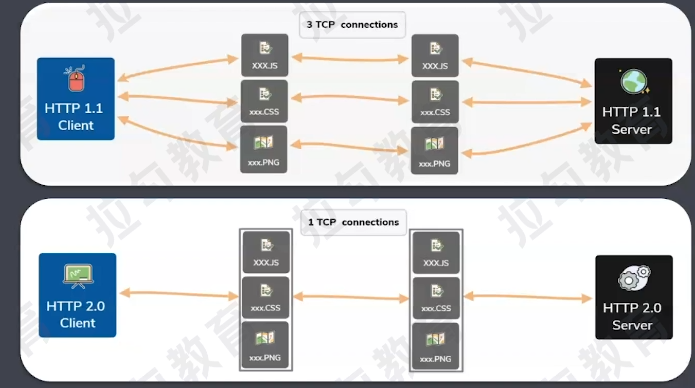 3 TCP connections
HTTP 1.1
Client
XXX.JS
XXX.JS
xxx.CSS
xxx.CSS
xxx.PNG
xxx.PNG
HTTP 1.1
Server
1 TCP connections
HTTP 2.0
Client
XXX.JS
XXX.JS
xxx.CSS
xxx.CSS
xxx.PNG
xxx.PNG
HTTP 2.0
Server
拉勾教育